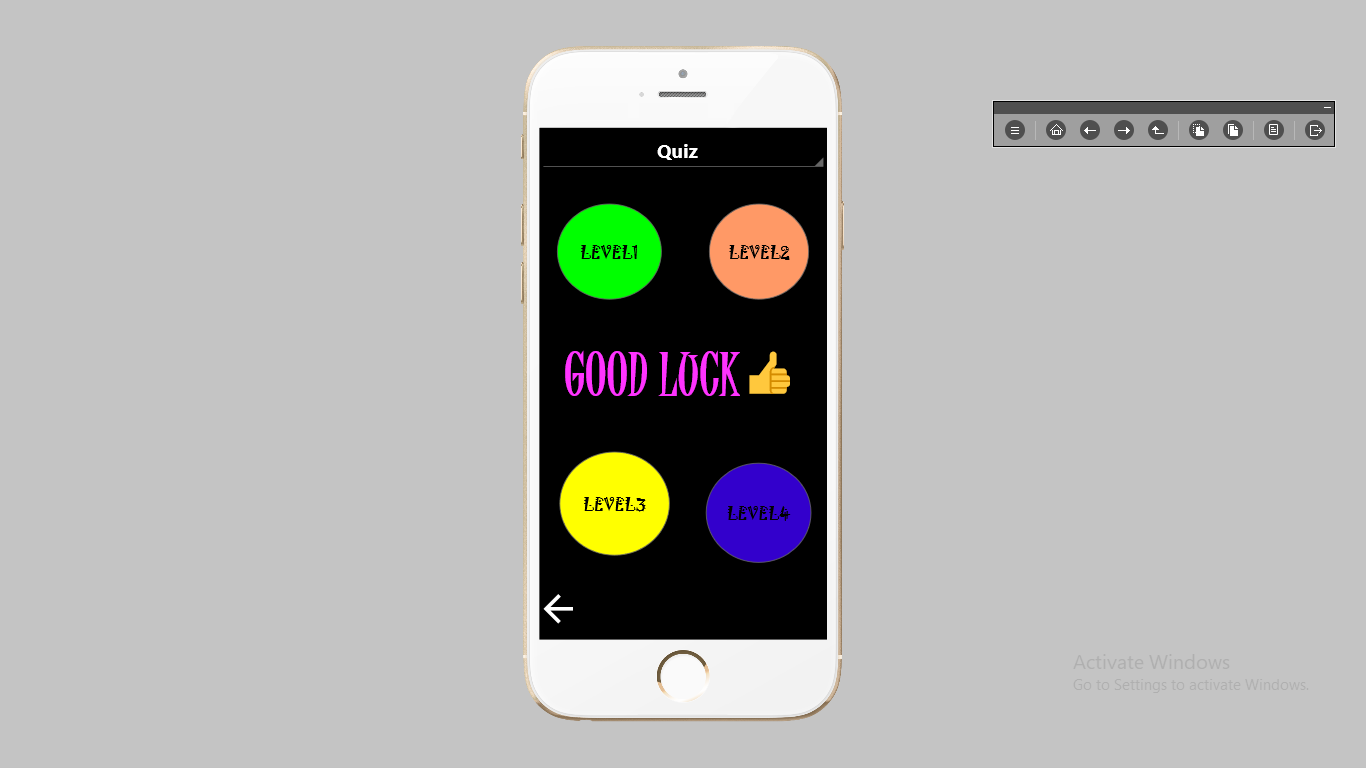 Quiz
LEVEL1
LEVEL2
GOOD LUCK
LEVEL3
LEVEL4
Activate Windows
Go to Settings to activate Windows.